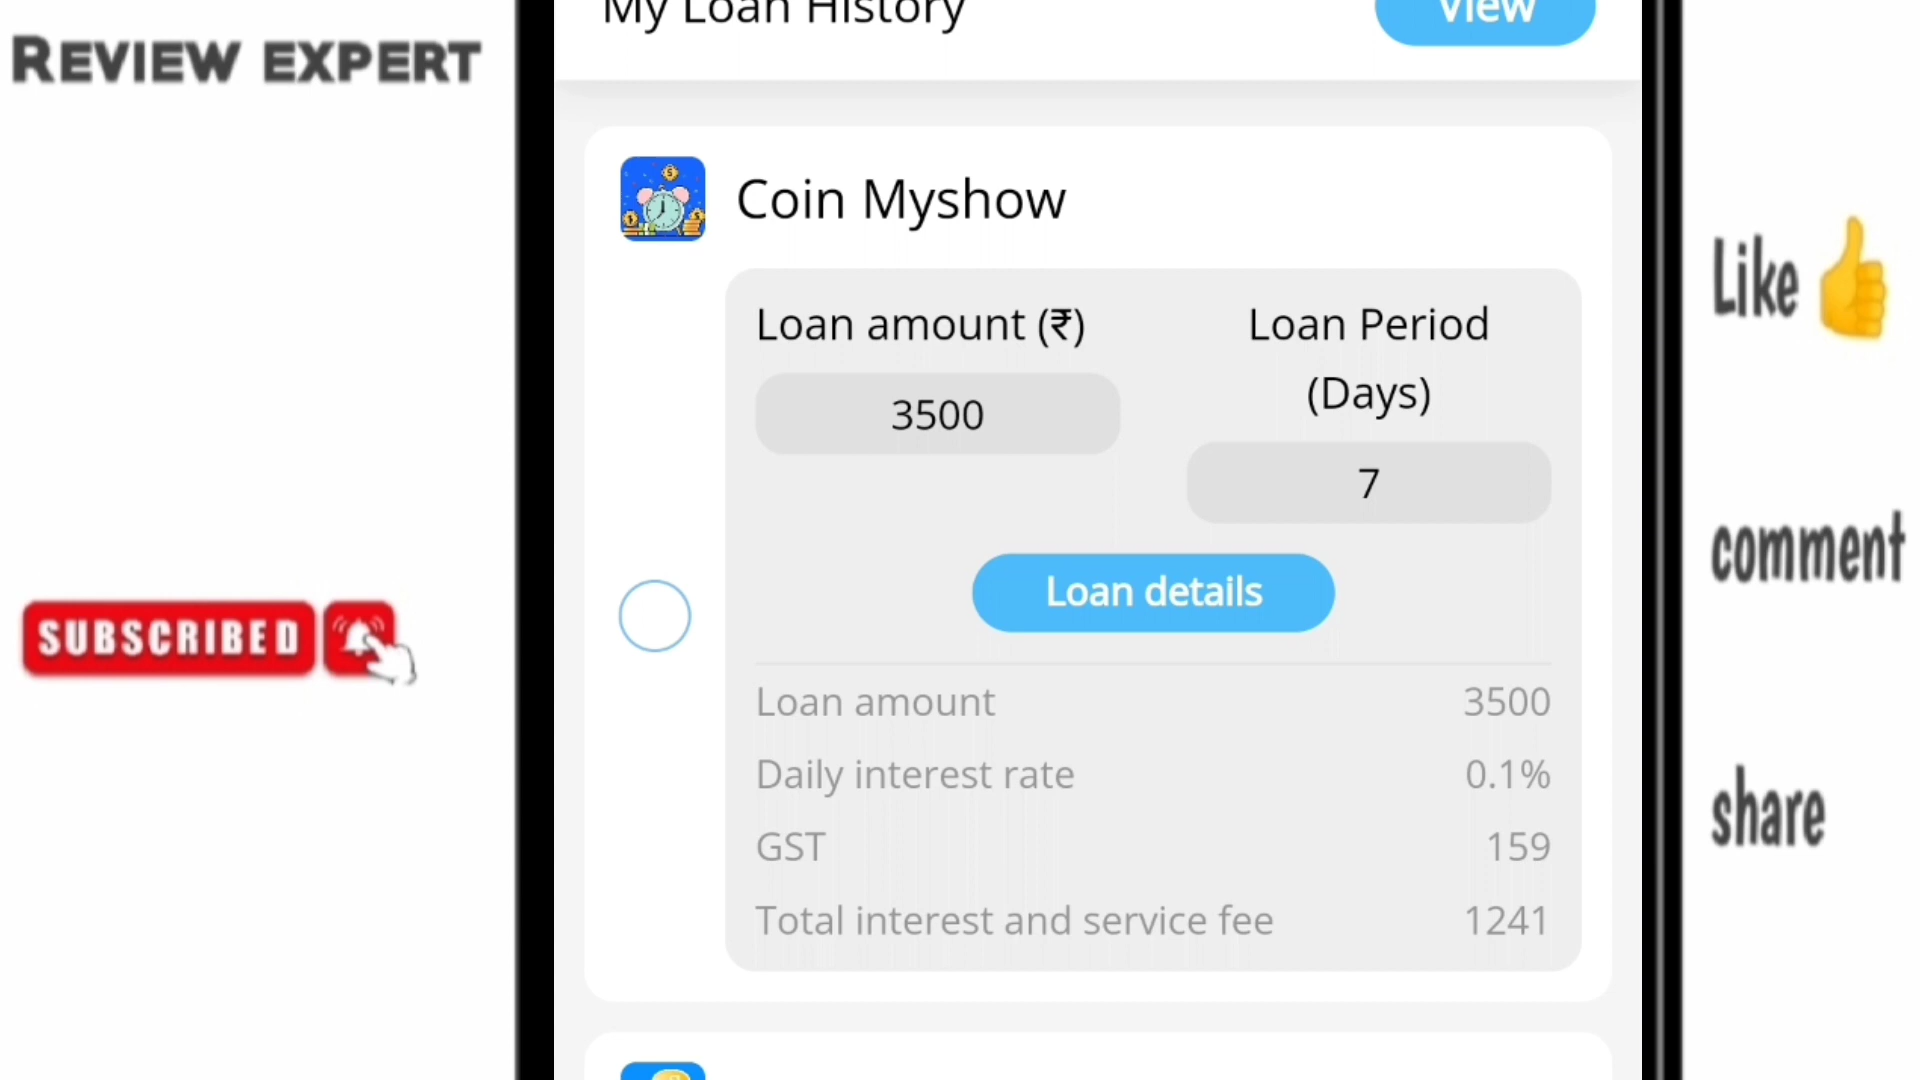 REVIEW EXPERT
SUBSCRIBED
My Loan History
View
Coin Myshow
Loan amount (₹)
3500
Loan Period
(Days)
7
Loan details
Loan amount 3500
Daily interest rate 0.1%
GST 159
Total interest and service fee 1241
Like
comment
share